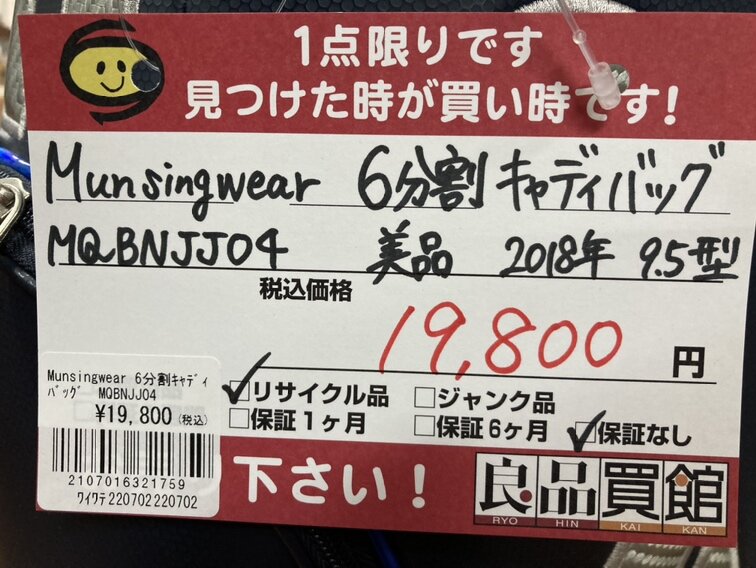 1点限りです
見つけた時が買い時です!
Munsingwear 6分割 キャディバッグ
MQBNJJ04 美品 2018年 9.5型
税込価格
19,800 円
リサイクル品 ジャンク品
保証1ヶ月 保証6ヶ月 保証なし
Munsingwear 6分割ｷｬﾃﾞｨ
ﾊﾞｯｸﾞ MQBNJJ04
¥19,800 (税込)
2107016321759
ワイワテ220702220702
下さい!
良品買館
RYO HIN KAI KAN